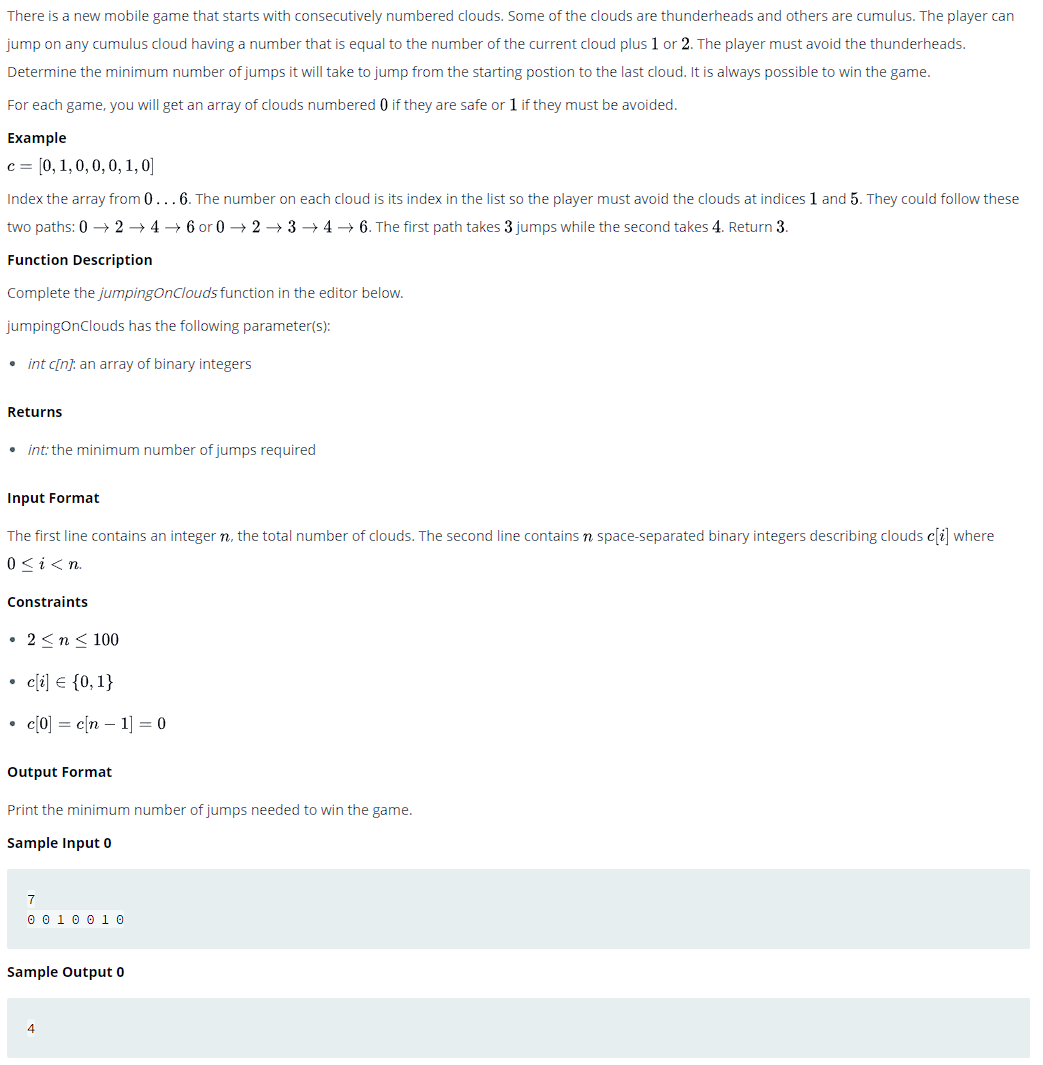 There is a new mobile game that starts with consecutively numbered clouds. Some of the clouds are thunderheads and others are cumulus. The player can
jump on any cumulus cloud having a number that is equal to the number of the current cloud plus 1 or 2. The player must avoid the thunderheads.
Determine the minimum number of jumps it will take to jump from the starting postion to the last cloud. It is always possible to win the game.
For each game, you will get an array of clouds numbered 0 if they are safe or 1 if they must be avoided.
Example
c = [0, 1, 0, 0, 0, 1, 0]
Index the array from 0 . . . 6. The number on each cloud is its index in the list so the player must avoid the clouds at indices 1 and 5. They could follow these
two paths: 0 → 2 → 4 → 6 or 0 → 2 → 3 → 4 → 6. The first path takes 3 jumps while the second takes 4. Return 3.
Function Description
Complete the jumpingOnClouds function in the editor below.
jumpingOnClouds has the following parameter(s):
• int c[n]: an array of binary integers
Returns
• int: the minimum number of jumps required
Input Format
The first line contains an integer n, the total number of clouds. The second line contains n space-separated binary integers describing clouds c[i] where
0 ≤ i < n.
Constraints
• 2 ≤ n ≤ 100
• c[i] ∈ {0, 1}
• c[0] = c[n − 1] = 0
Output Format
Print the minimum number of jumps needed to win the game.
Sample Input 0
7
0 0 1 0 0 1 0
Sample Output 0
4